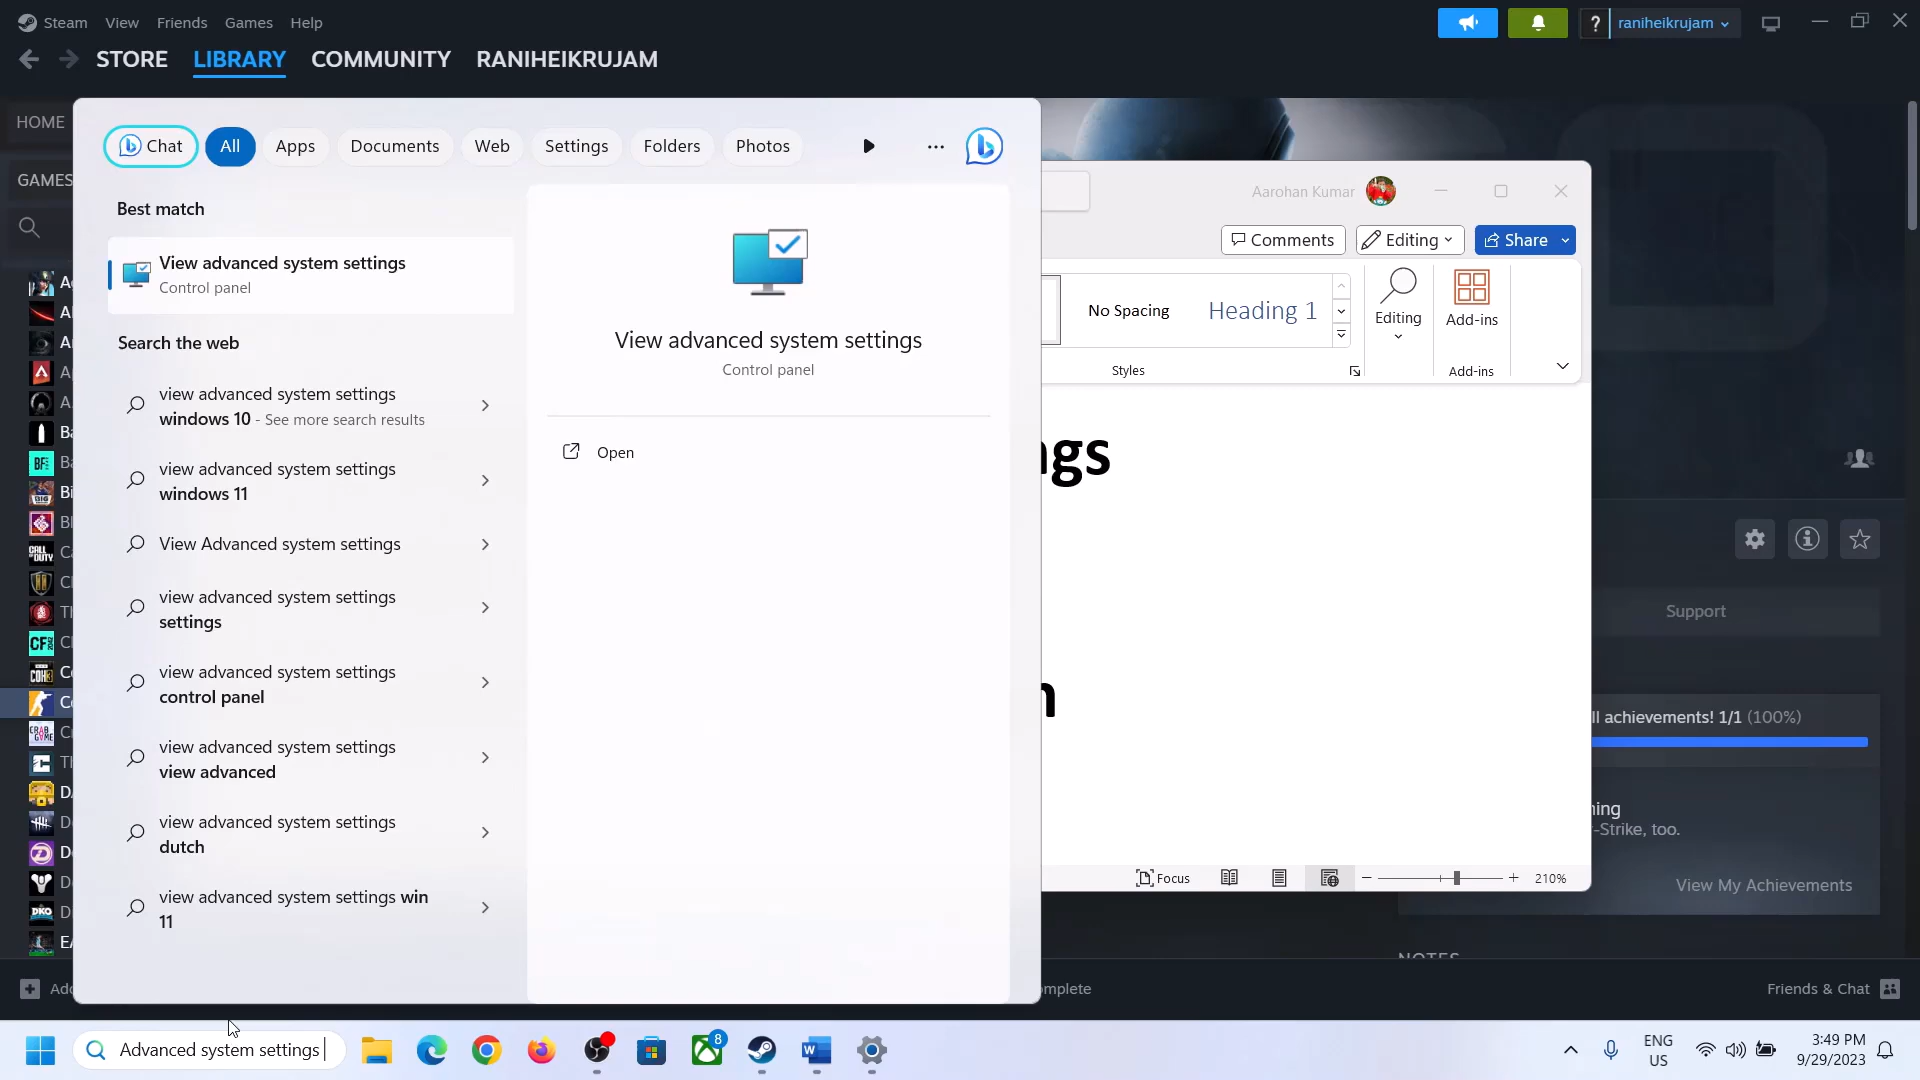 Steam View Friends Games Help
raniheikrujam
STORE LIBRARY COMMUNITY RANIHEIKRUJAM
HOME
GAMES
Chat All Apps Documents Web Settings Folders Photos
Best match
View advanced system settings
Control panel
Search the web
view advanced system settings
windows 10 - See more search results
view advanced system settings
windows 11
View Advanced system settings
view advanced system settings
settings
view advanced system settings
control panel
view advanced system settings
view advanced
view advanced system settings
dutch
view advanced system settings win
11
View advanced system settings
Control panel
Open
Aarohan Kumar
Comments Editing Share
No Spacing Heading 1
Editing
Add-ins
Styles
Add-ins
ngs
n
Focus
210%
Support
ll achievements! 1/1 (100%)
ning
-Strike, too.
View My Achievements
NOTES
Add
mplete
Friends & Chat
Advanced system settings
8
ENG
US
3:49 PM
9/29/2023